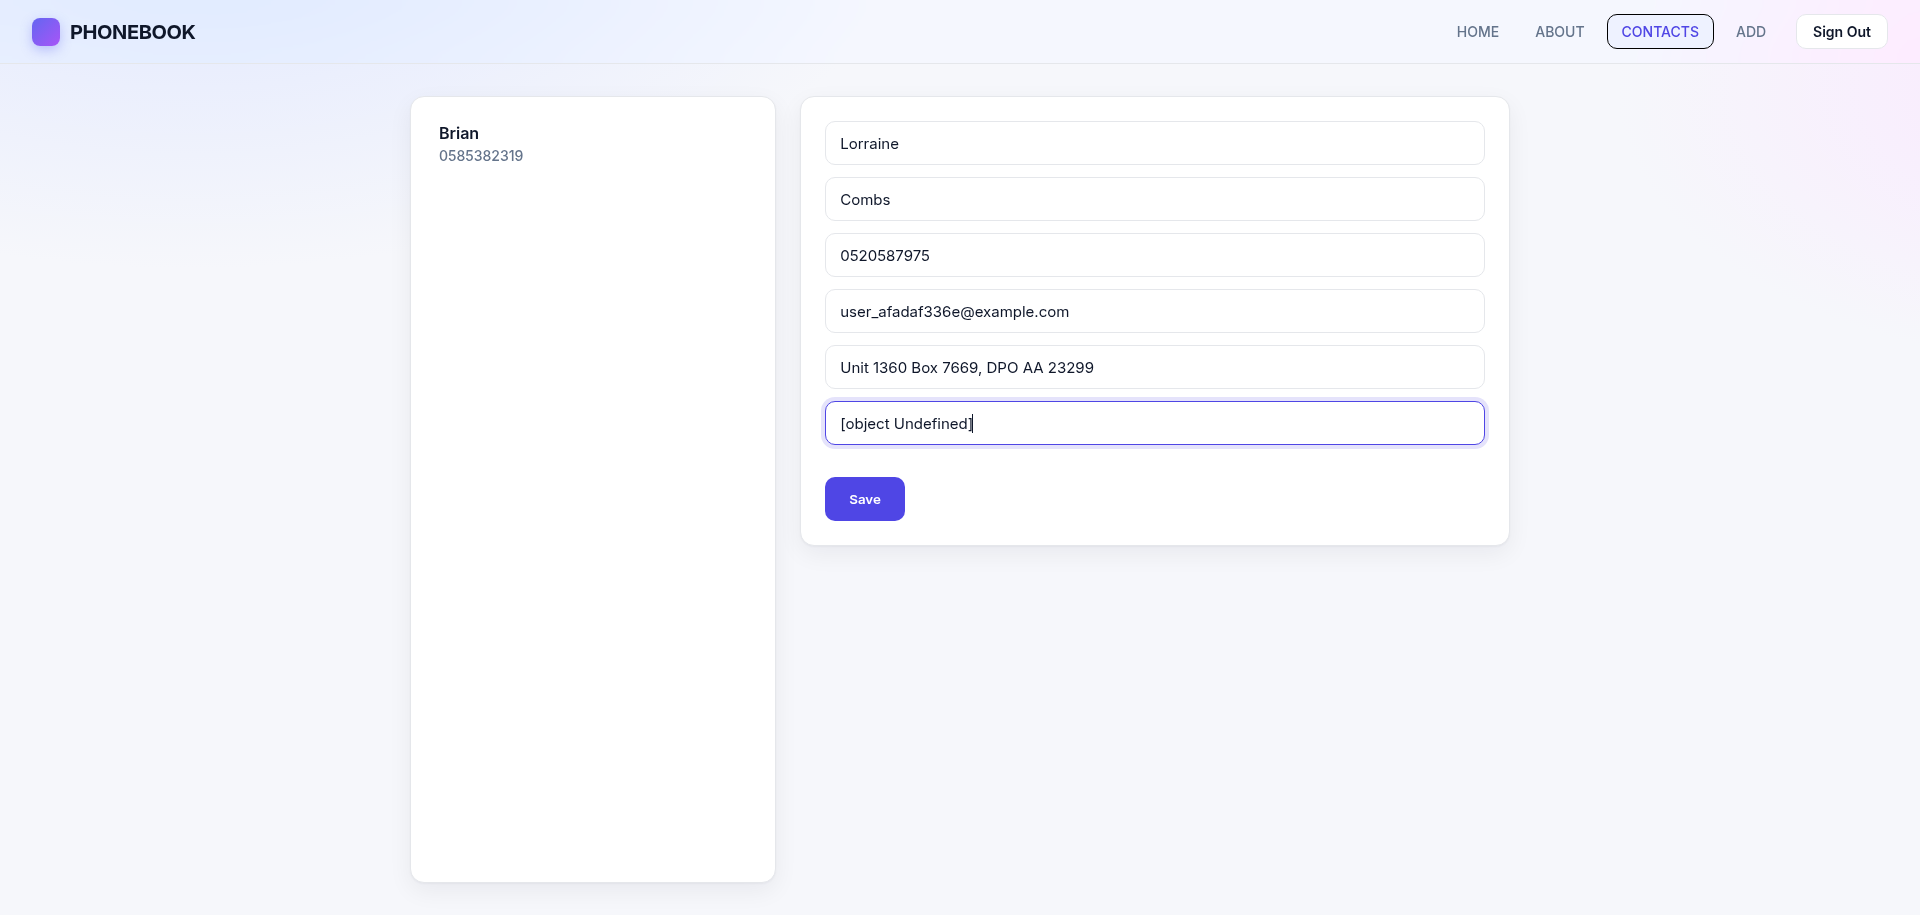 PHONEBOOK
HOME ABOUT CONTACTS ADD Sign Out
Brian
0585382319
Lorraine
Combs
0520587975
user_afadaf336e@example.com
Unit 1360 Box 7669, DPO AA 23299
[object Undefined]
Save